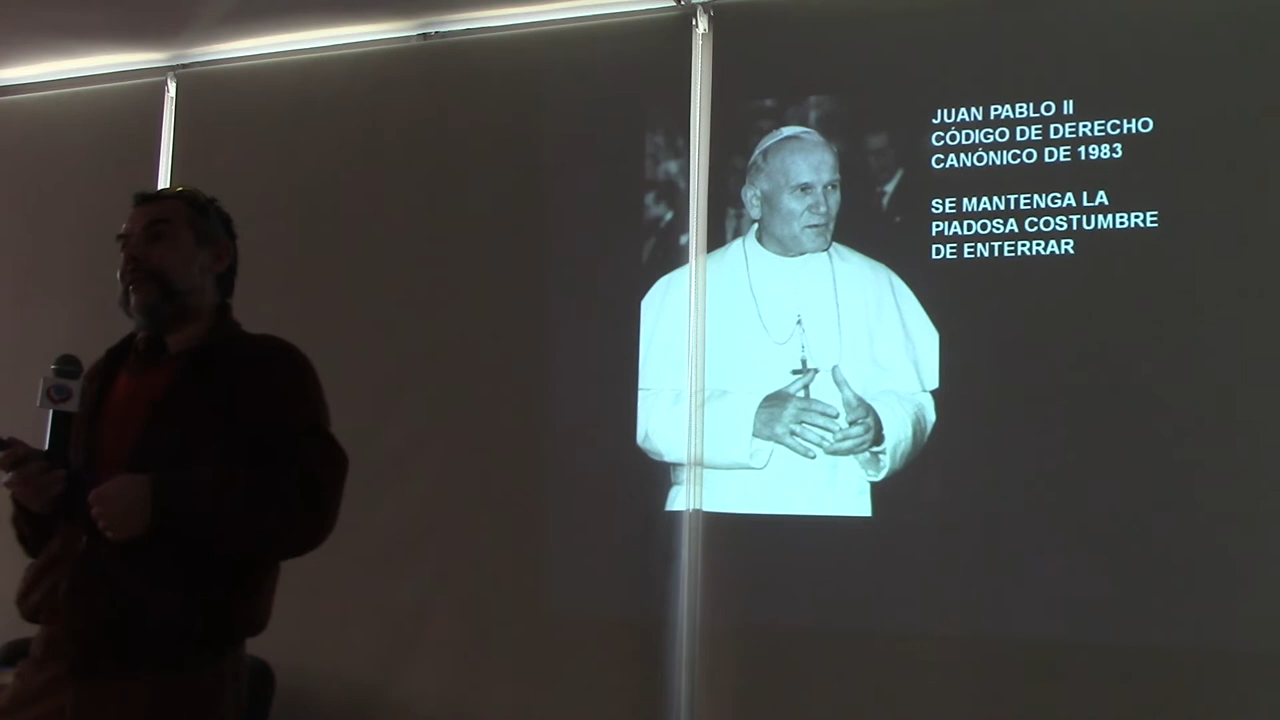 JUAN PABLO II
CÓDIGO DE DERECHO
CANÓNICO DE 1983
SE MANTENGA LA
PIADOSA COSTUMBRE
DE ENTERRAR